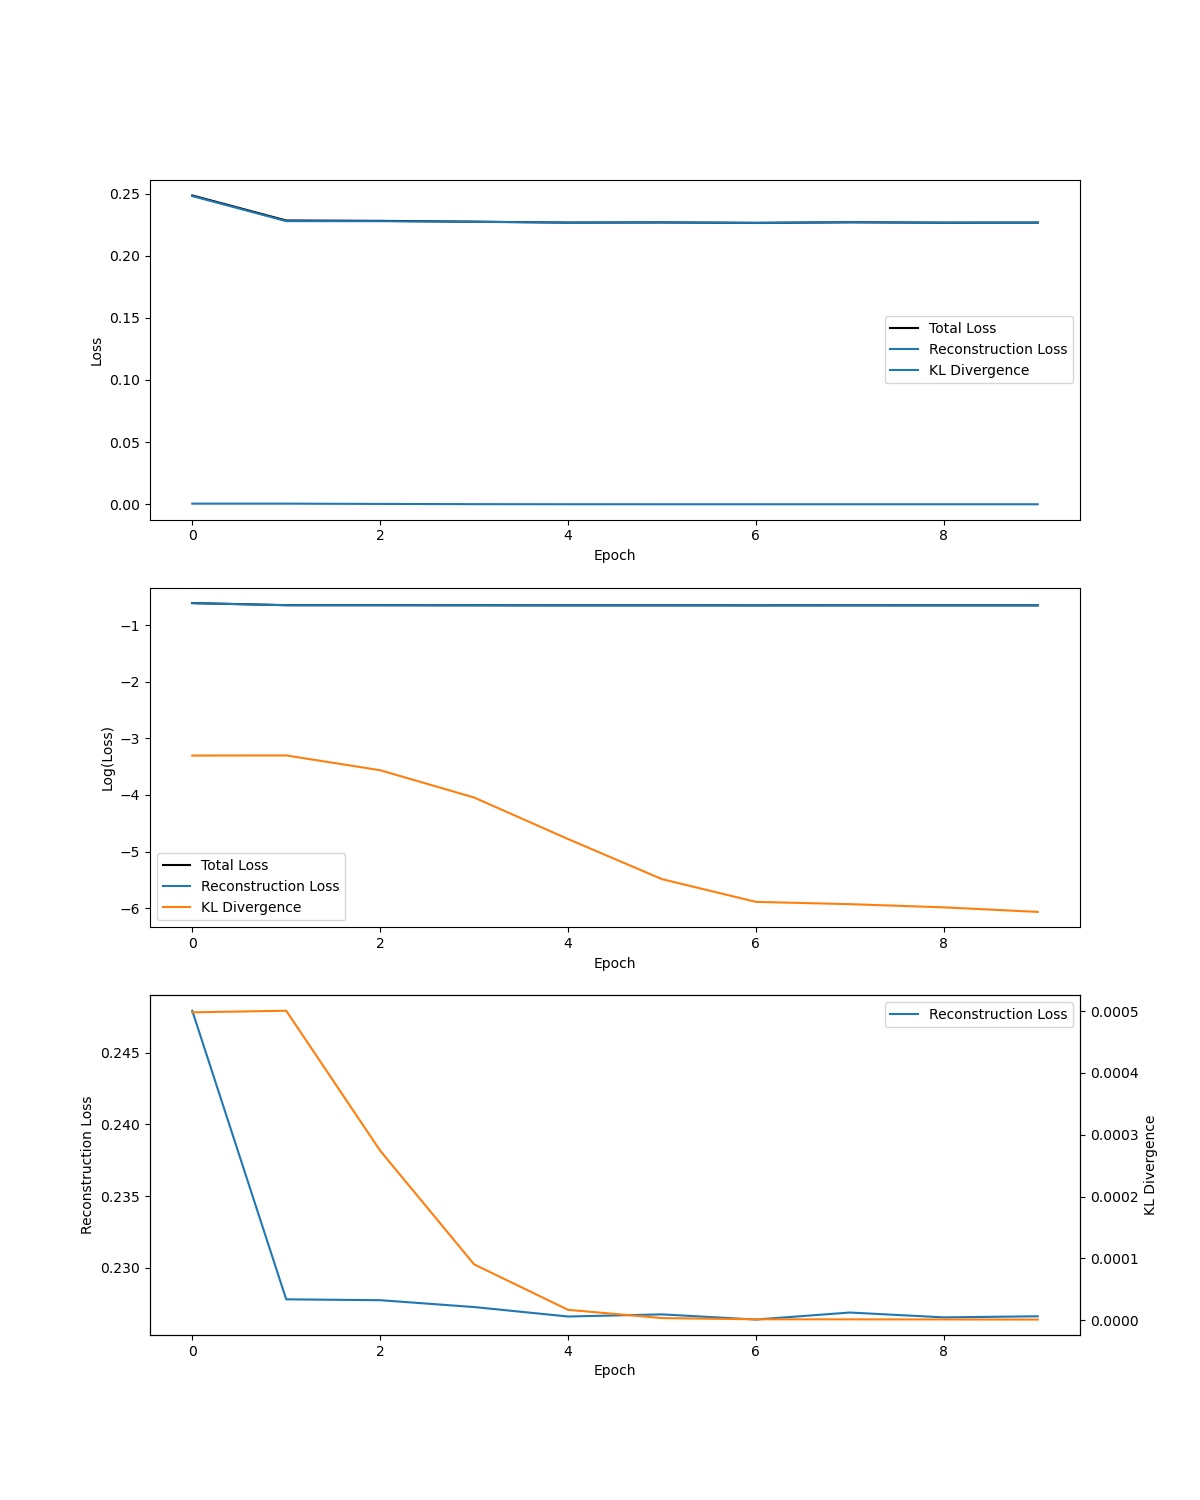 0.25
0.20
0.15
0.10
0.05
0.00
Loss
Total Loss
Reconstruction Loss
KL Divergence
0 2 4 6 8
Epoch
−1
−2
−3
−4
−5
−6
Log(Loss)
Total Loss
Reconstruction Loss
KL Divergence
0 2 4 6 8
Epoch
0.245
0.240
0.235
0.230
Reconstruction Loss
Reconstruction Loss
0.0005
0.0004
0.0003
0.0002
0.0001
0.0000
KL Divergence
0 2 4 6 8
Epoch